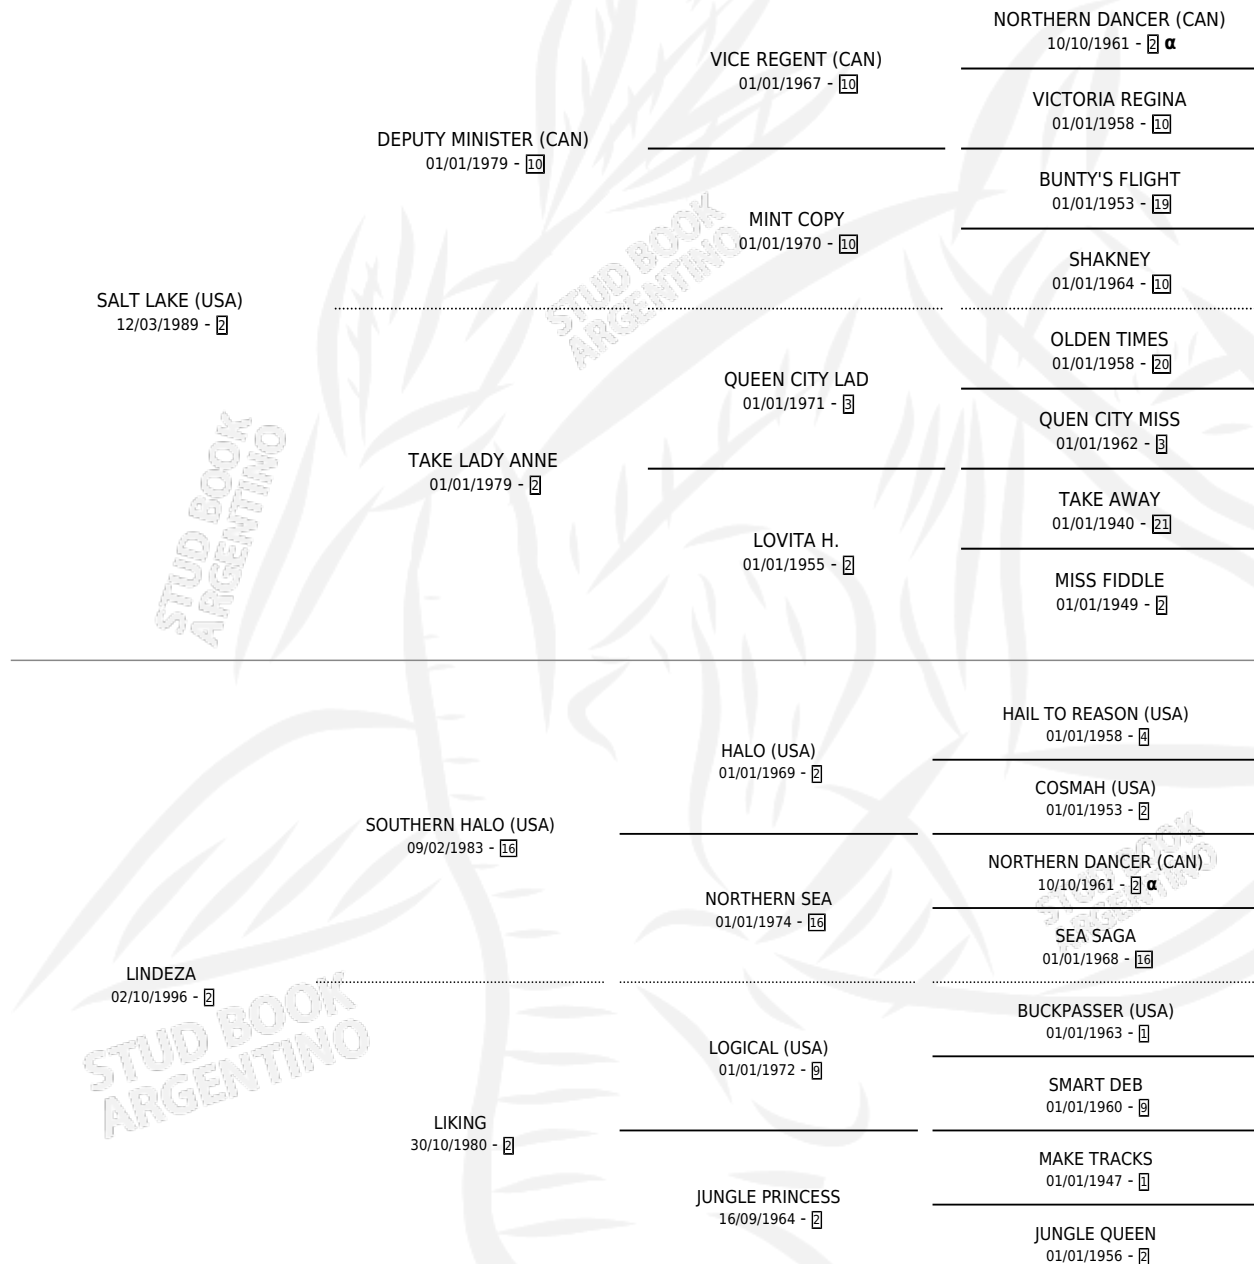 NORTHERN DANCER (CAN)
10/10/1961 - 2 α
VICE REGENT (CAN)
01/01/1967 - 10
VICTORIA REGINA
01/01/1958 - 10
DEPUTY MINISTER (CAN)
01/01/1979 - 10
BUNTY'S FLIGHT
01/01/1953 - 19
MINT COPY
01/01/1970 - 10
SHAKNEY
01/01/1964 - 10
SALT LAKE (USA)
12/03/1989 - 2
STUD BOOK
ARGENTINO
OLDEN TIMES
01/01/1958 - 20
QUEEN CITY LAD
01/01/1971 - 3
QUEN CITY MISS
01/01/1962 - 3
TAKE LADY ANNE
01/01/1979 - 2
TAKE AWAY
01/01/1940 - 21
LOVITA H.
01/01/1955 - 2
MISS FIDDLE
01/01/1949 - 2
STUD BOOK
ARGENTINO
HAIL TO REASON (USA)
01/01/1958 - 4
HALO (USA)
01/01/1969 - 2
COSMAH (USA)
01/01/1953 - 2
SOUTHERN HALO (USA)
09/02/1983 - 16
NORTHERN DANCER (CAN)
10/10/1961 - 2 α
NORTHERN SEA
01/01/1974 - 16
SEA SAGA
01/01/1968 - 16
STUD BOOK
ARGENTINO
LINDEZA
02/10/1996 - 2
BUCKPASSER (USA)
01/01/1963 - 1
LOGICAL (USA)
01/01/1972 - 9
SMART DEB
01/01/1960 - 9
LIKING
30/10/1980 - 2
MAKE TRACKS
01/01/1947 - 1
JUNGLE PRINCESS
16/09/1964 - 2
JUNGLE QUEEN
01/01/1956 - 2
STUD BOOK
ARGENTINO